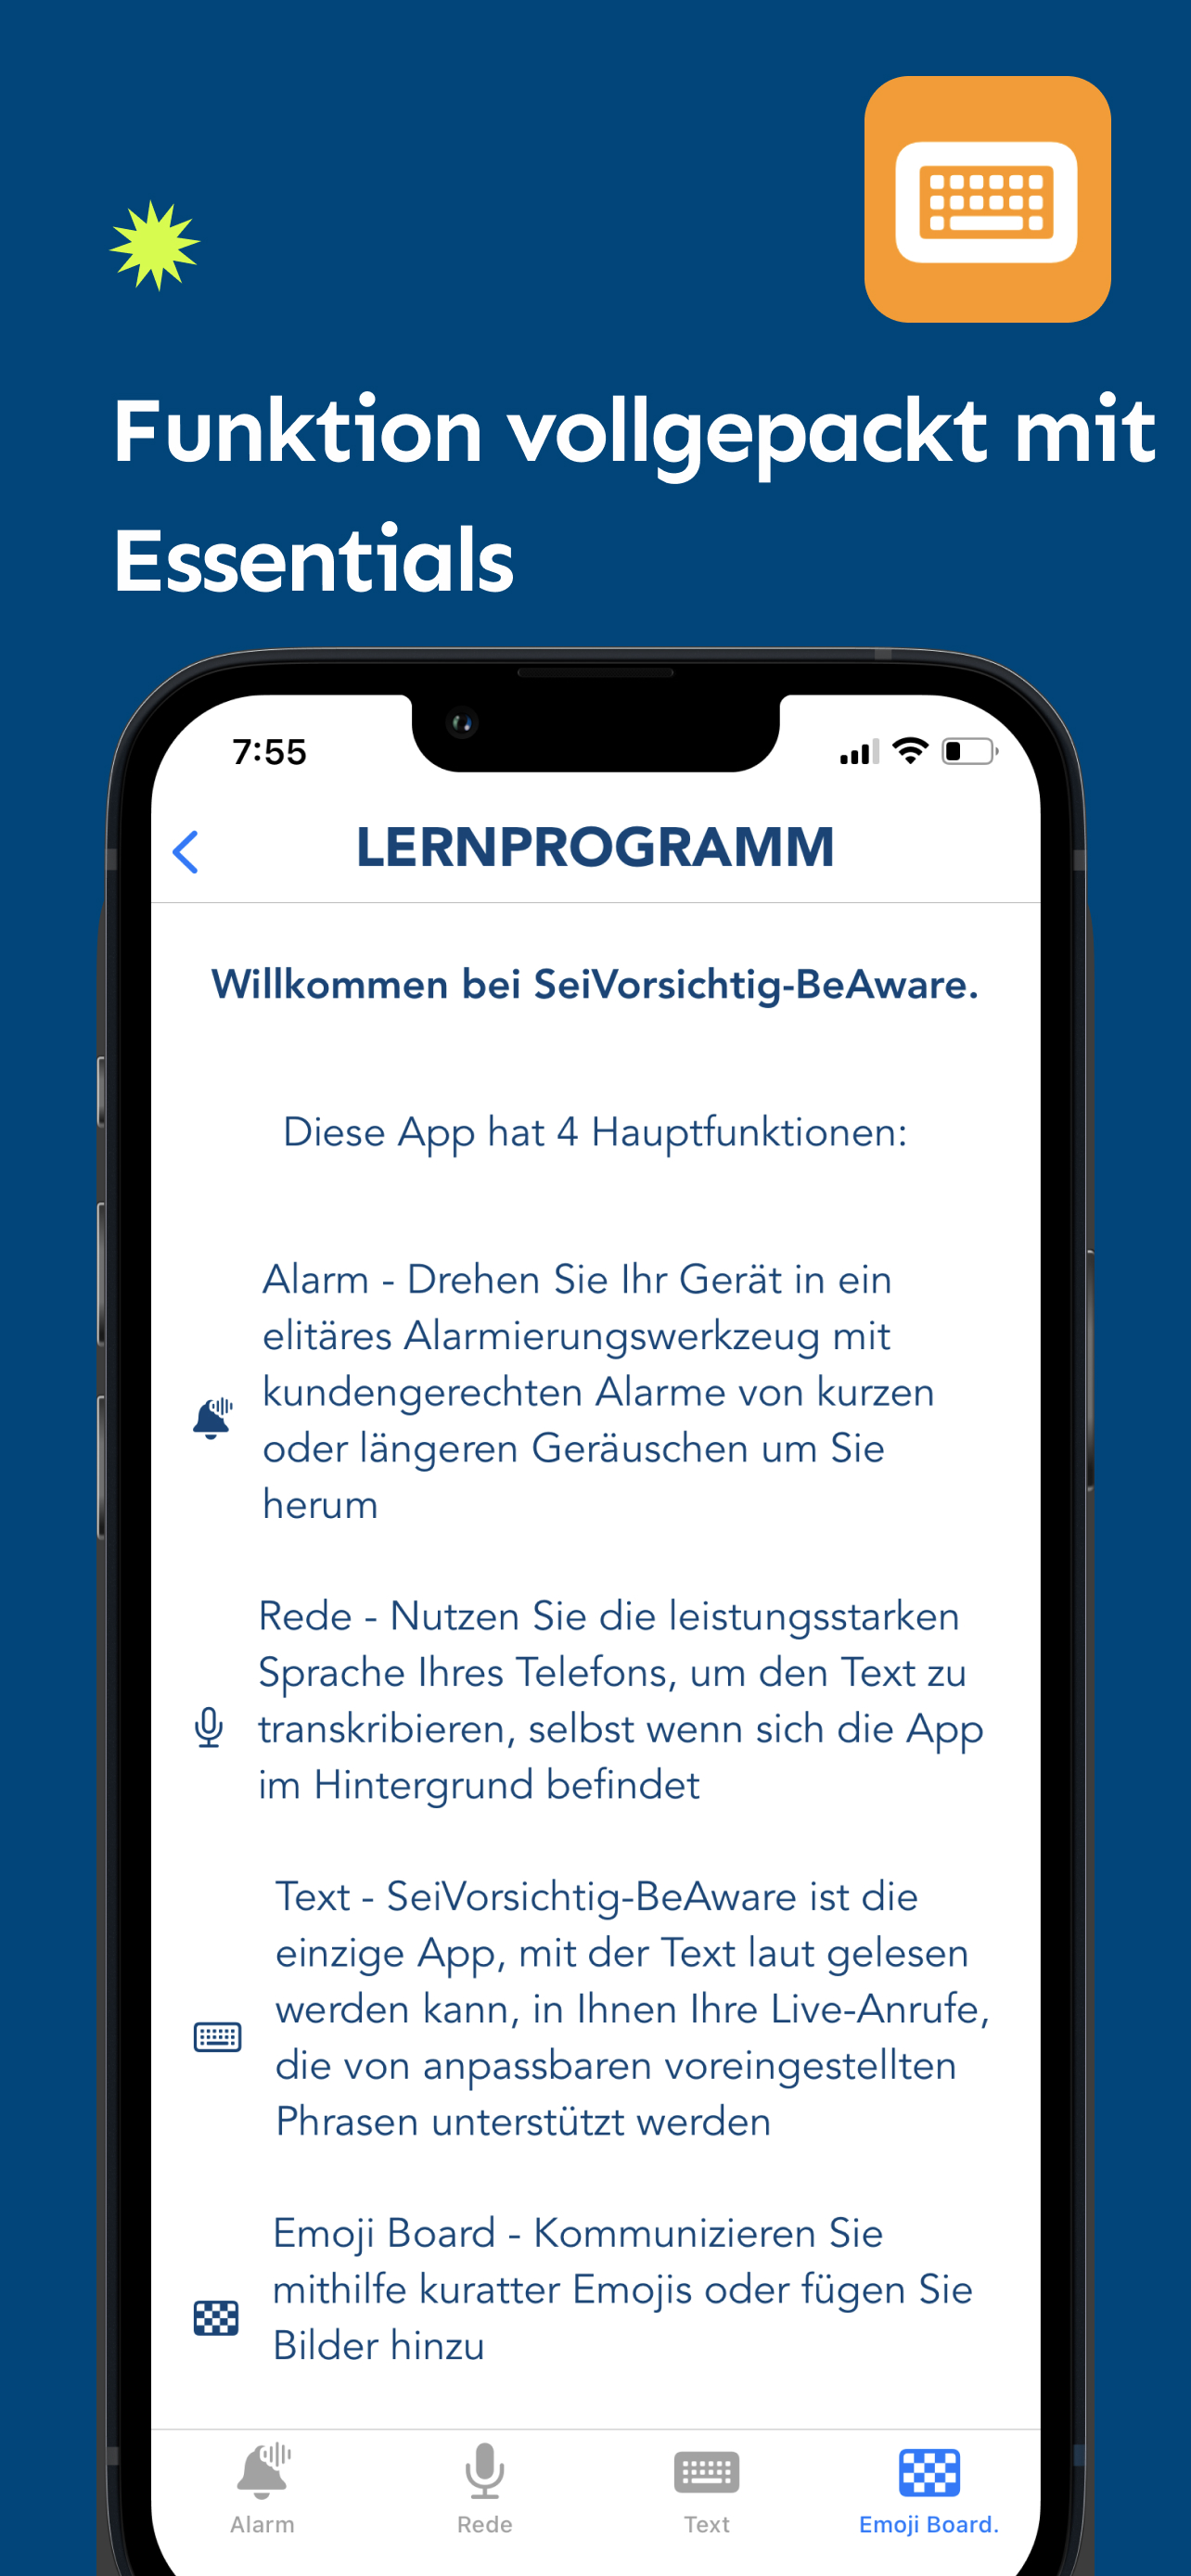 Funktion vollgepackt mit
Essentials
7:55
LERNPROGRAMM
Willkommen bei SeiVorsichtig-BeAware.
Diese App hat 4 Hauptfunktionen:
Alarm - Drehen Sie Ihr Gerät in ein
elitäres Alarmierungswerkzeug mit
kundengerechten Alarme von kurzen
oder längeren Geräuschen um Sie
herum
Rede - Nutzen Sie die leistungsstarken
Sprache Ihres Telefons, um den Text zu
transkribieren, selbst wenn sich die App
im Hintergrund befindet
Text - SeiVorsichtig-BeAware ist die
einzige App, mit der Text laut gelesen
werden kann, in Ihnen Ihre Live-Anrufe,
die von anpassbaren voreingestellten
Phrasen unterstützt werden
Emoji Board - Kommunizieren Sie
mithilfe kuratter Emojis oder fügen Sie
Bilder hinzu
Alarm
Rede
Text
Emoji Board.